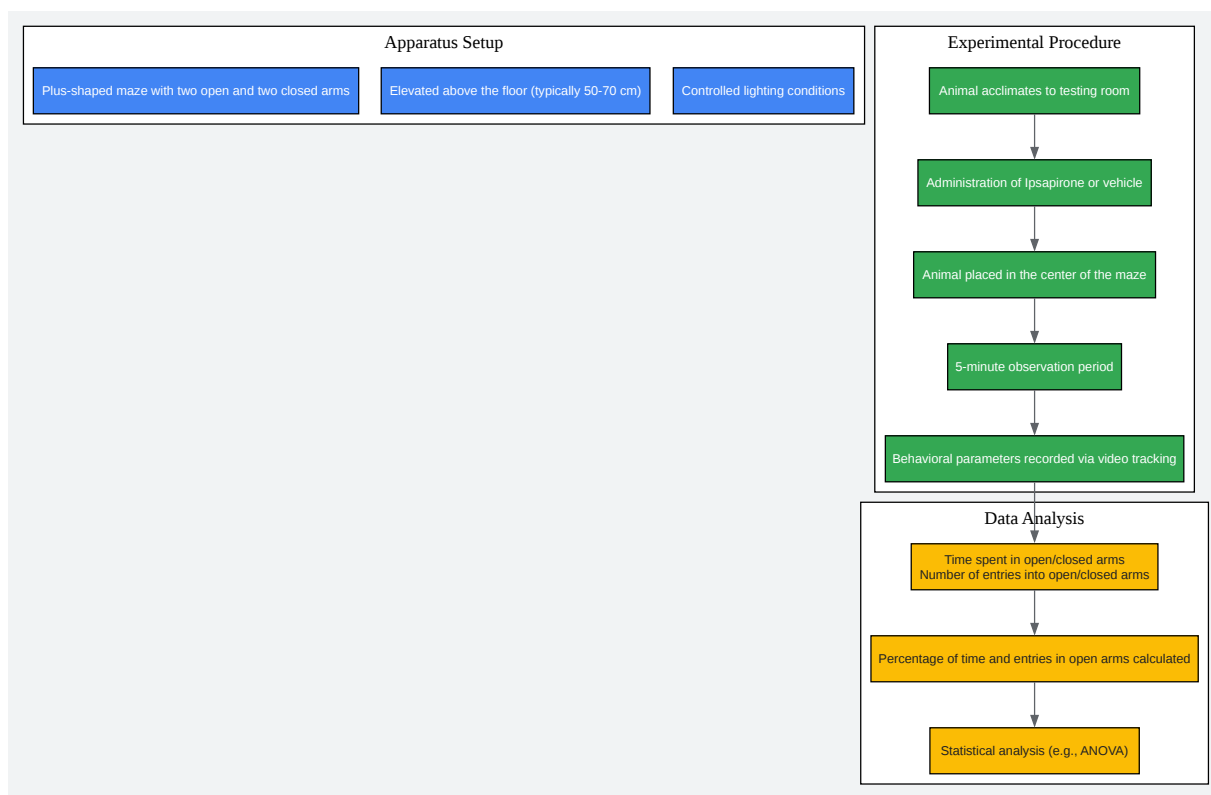 Apparatus Setup
Plus-shaped maze with two open and two closed arms
Elevated above the floor (typically 50-70 cm)
Controlled lighting conditions
Experimental Procedure
Animal acclimates to testing room
Administration of Ipsapirone or vehicle
Animal placed in the center of the maze
5-minute observation period
Behavioral parameters recorded via video tracking
Data Analysis
Time spent in open/closed arms
Number of entries into open/closed arms
Percentage of time and entries in open arms calculated
Statistical analysis (e.g., ANOVA)